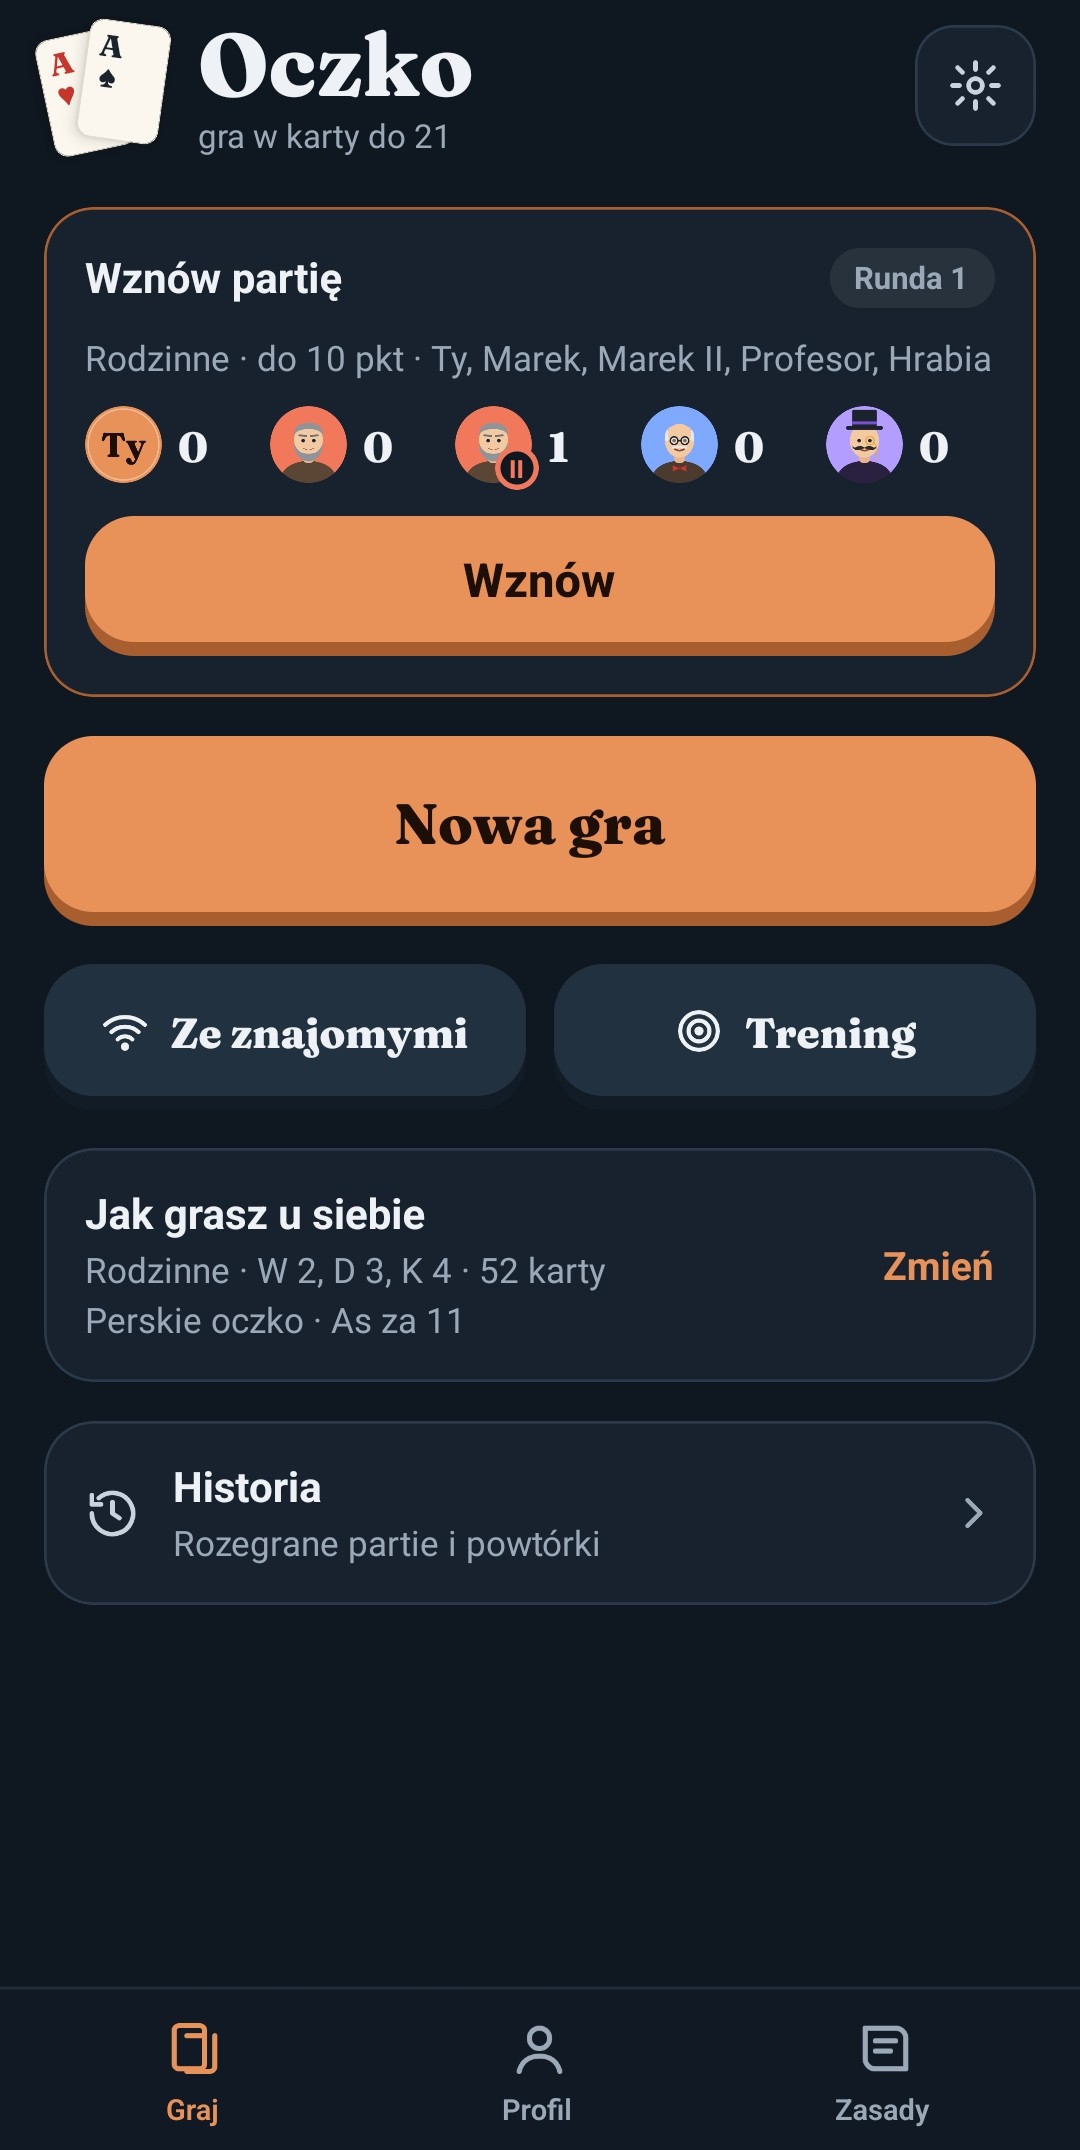 A
A
Oczko
gra w karty do 21
Wznów partię
Runda 1
Rodzinne · do 10 pkt · Ty, Marek, Marek II, Profesor, Hrabia
Ty 0 0 II 1 0 0
Wznów
Nowa gra
Ze znajomymi
Trening
Jak grasz u siebie
Rodzinne · W 2, D 3, K 4 · 52 karty
Zmień
Perskie oczko · As za 11
Historia
Rozegrane partie i powtórki
Graj
Profil
Zasady